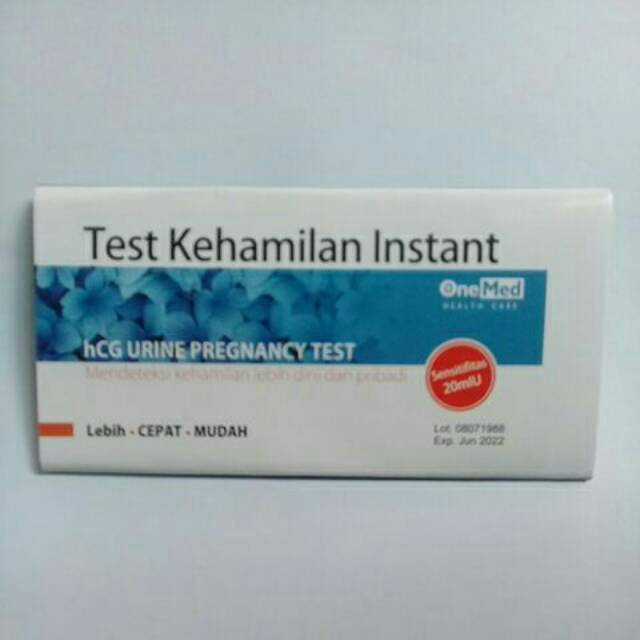 Test Kehamilan Instant
OneMed
HEALTH CARE
hCG URINE PREGNANCY TEST
Mendeteksi kehamilan lebih dini dan pribadi
Sensitifitas
20mIU
Lebih - CEPAT - MUDAH
Lot. 08071988
Exp. Jun 2022